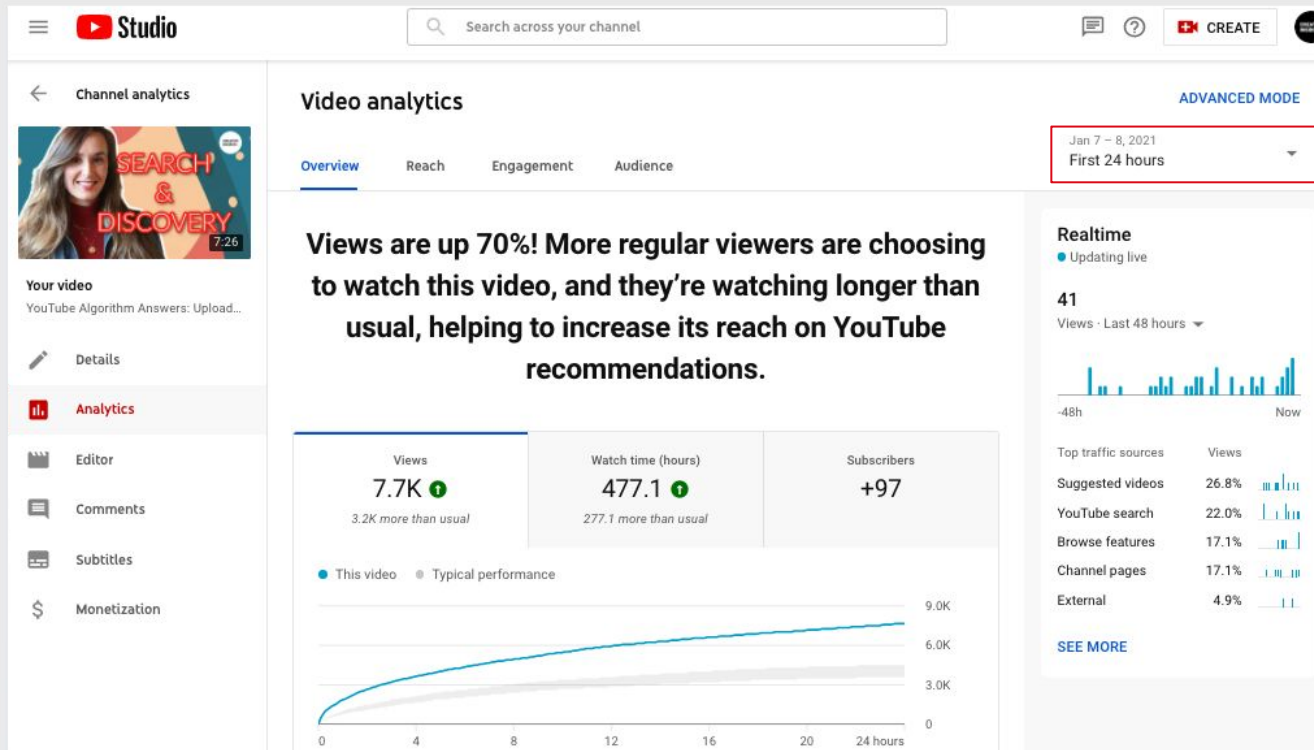 Studio
Search across your channel
CREATE
Channel analytics
SEARCH
&
DISCOVERY
7:26
Your video
YouTube Algorithm Answers: Upload...
Details
Analytics
Editor
Comments
Subtitles
Monetization
Video analytics
ADVANCED MODE
Overview Reach Engagement Audience
Jan 7 – 8, 2021
First 24 hours
Views are up 70%! More regular viewers are choosing
to watch this video, and they’re watching longer than
usual, helping to increase its reach on YouTube
recommendations.
Views
7.7K
3.2K more than usual
Watch time (hours)
477.1
277.1 more than usual
Subscribers
+97
This video Typical performance
9.0K
6.0K
3.0K
0
0 4 8 12 16 20 24 hours
Realtime
Updating live
41
Views · Last 48 hours
-48h Now
Top traffic sources Views
Suggested videos 26.8%
YouTube search 22.0%
Browse features 17.1%
Channel pages 17.1%
External 4.9%
SEE MORE